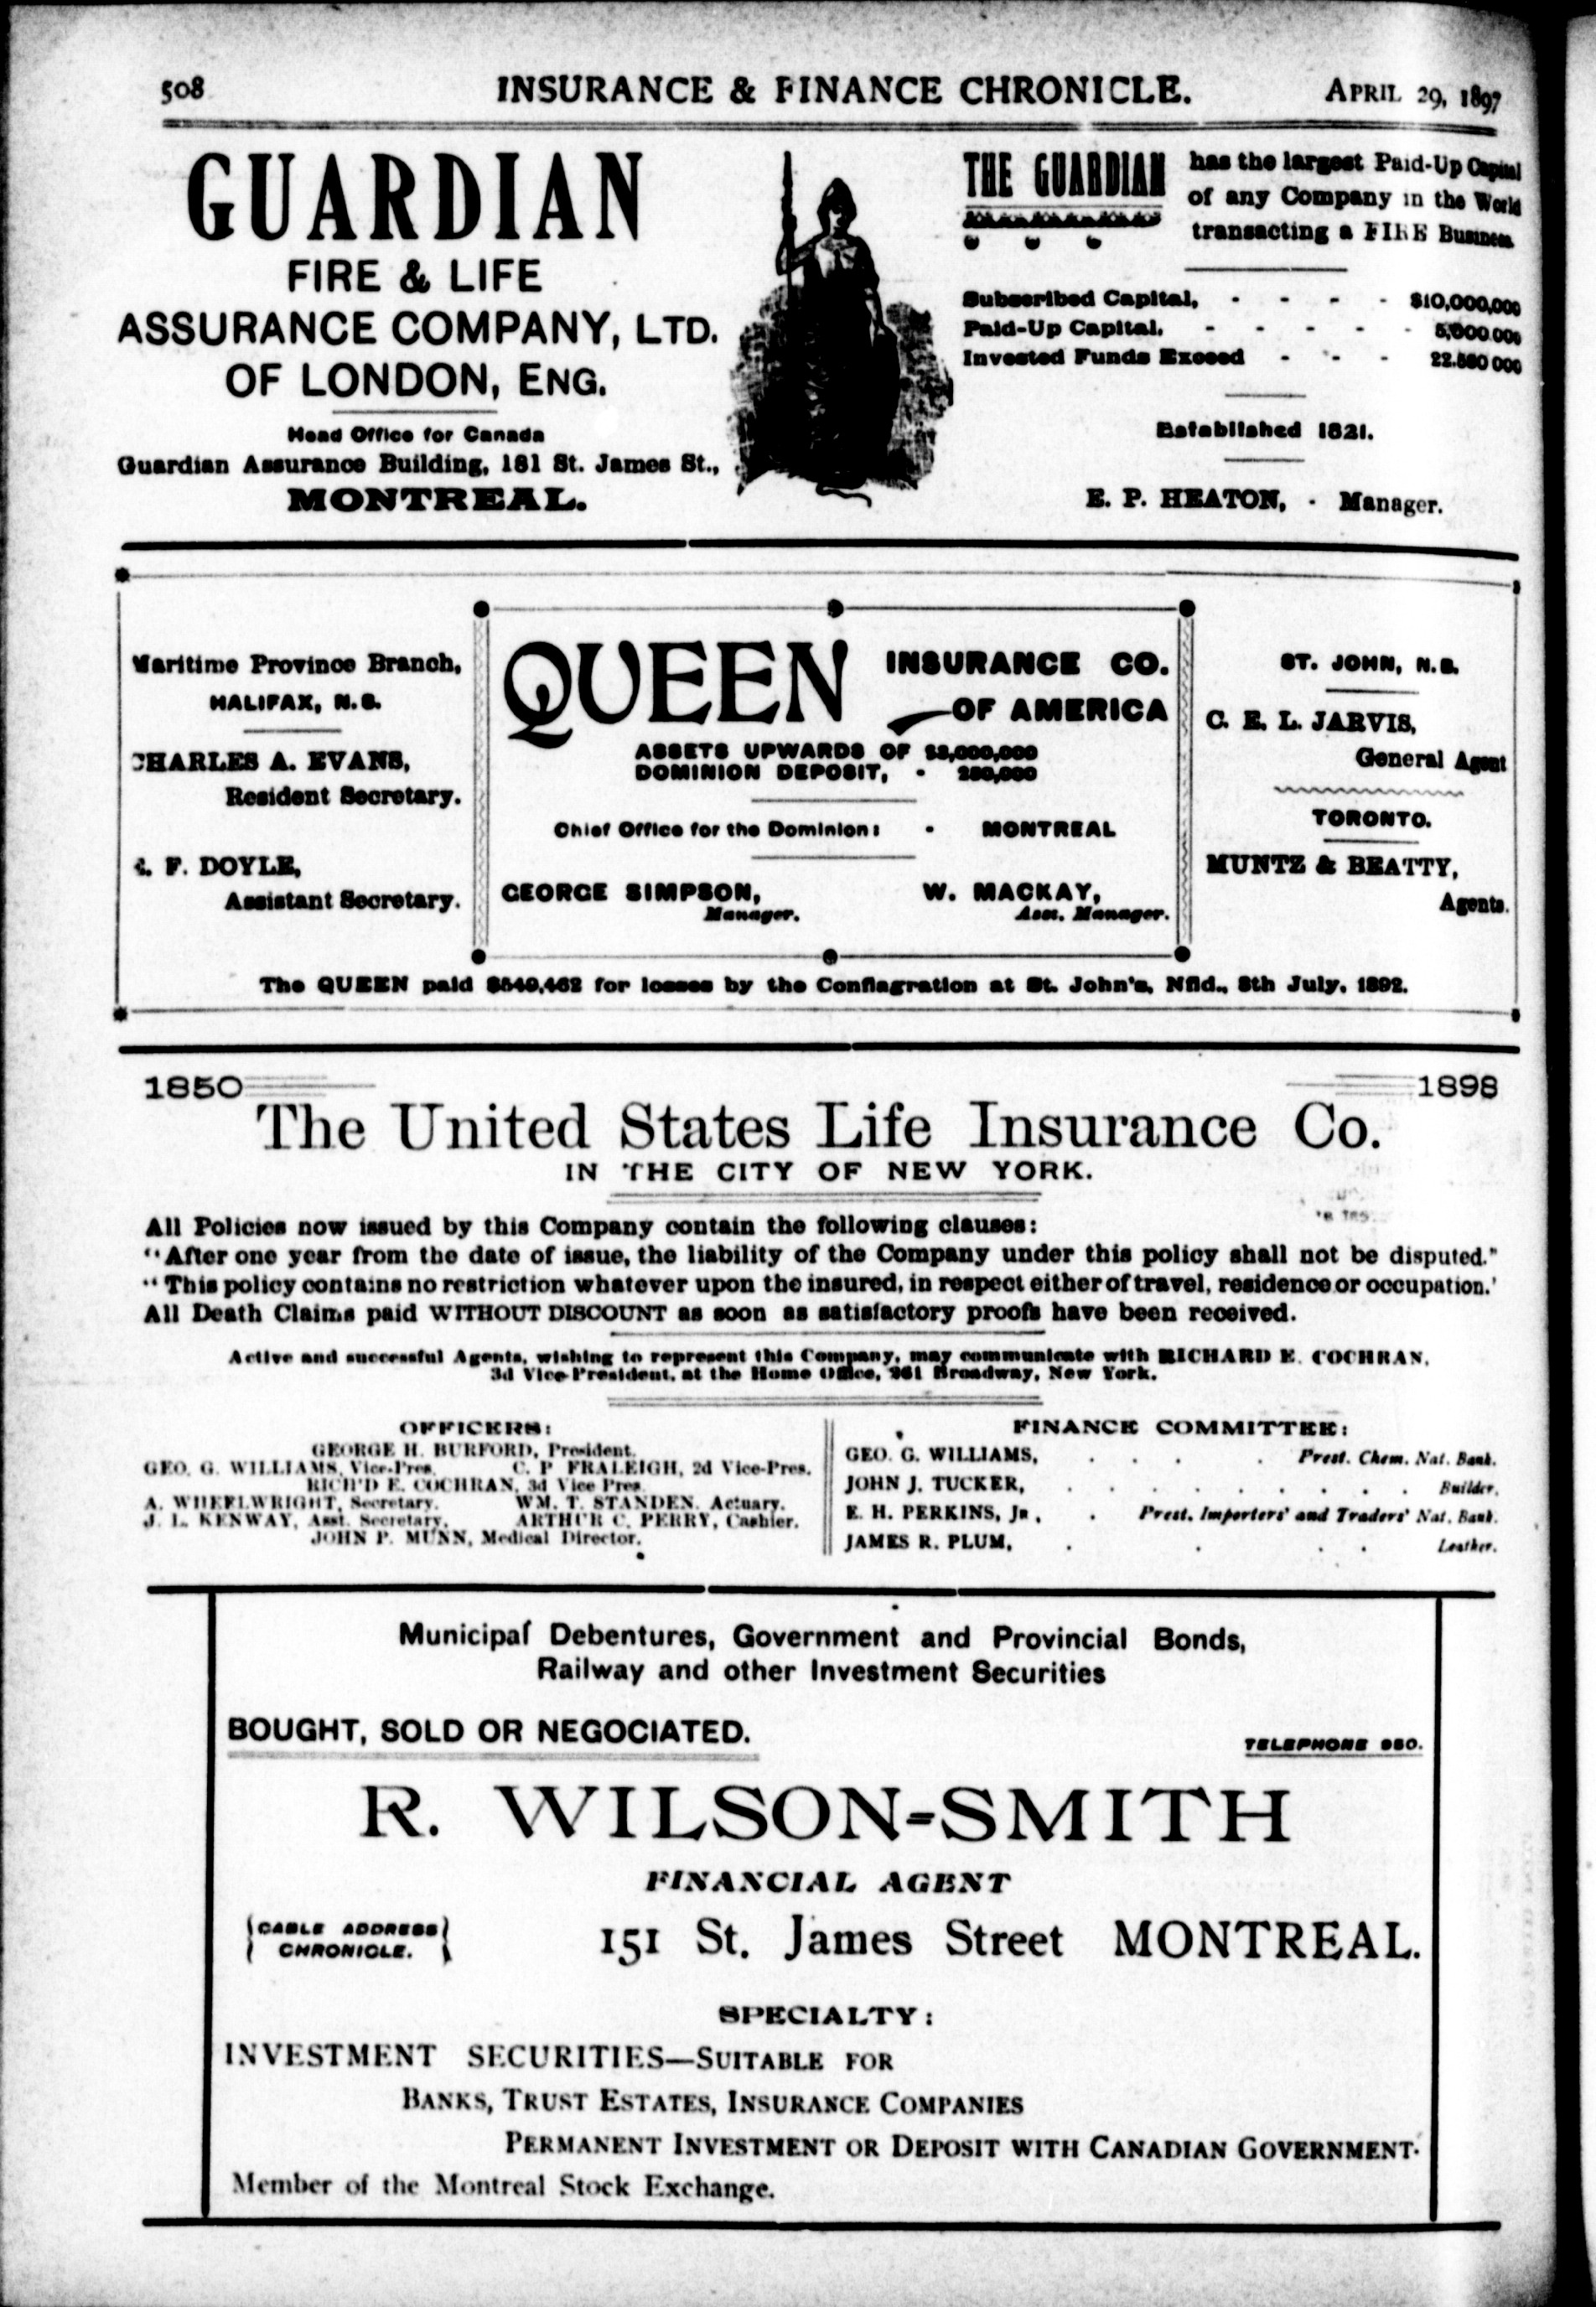 508 INSURANCE & FINANCE CHRONICLE. APRIL 29, 1897
GUARDIAN
FIRE & LIFE
ASSURANCE COMPANY, LTD.
OF LONDON, ENG.
Head Office for Canada
Guardian Assurance Building, 181 St. James St.,
MONTREAL.
THE GUARDIAN has the largest Paid-Up Capital
of any Company in the World
transacting a FIRE Business
Subscribed Capital, - - - - $10,000,000
Paid-Up Capital, - - - - - 5,000,000
Invested Funds Exceed - - -
Established 1821.
E. P. HEATON, - Manager.
Maritime Province Branch,
HALIFAX, N.S.
CHARLES A. EVANS,
Resident Secretary.
F. DOYLE,
Assistant Secretary.
QUEEN INSURANCE CO.
OF AMERICA
ASSETS UPWARDS OF
DOMINION DEPOSIT, -
Chief Office for the Dominion: - MONTREAL
GEORGE SIMPSON,
Manager.
W. MACKAY,
Asst. Manager.
ST. JOHN, N.B.
C. E. L. JARVIS,
General Agent
TORONTO.
MUNTZ & BEATTY,
Agents.
The QUEEN paid $549,462 for losses by the Conflagration at St. John's, Nfld., 8th July, 1892.
1850 1898
The United States Life Insurance Co.
IN THE CITY OF NEW YORK.
All Policies now issued by this Company contain the following clauses:
"After one year from the date of issue, the liability of the Company under this policy shall not be disputed."
"This policy contains no restriction whatever upon the insured, in respect either of travel, residence or occupation.'
All Death Claims paid WITHOUT DISCOUNT as soon as satisfactory proofs have been received.
Active and successful Agents, wishing to represent this Company, may communicate with RICHARD E. COCHRAN,
3d Vice-President, at the Home Office, 261 Broadway, New York.
OFFICERS:
GEORGE H. BURFORD, President.
GEO. G. WILLIAMS, Vice-Pres. C. P. FRALEIGH, 2d Vice-Pres.
RICH'D E. COCHRAN, 3d Vice Pres.
A. WHEELWRIGHT, Secretary. WM. T. STANDEN, Actuary.
J. L. KENWAY, Asst. Secretary. ARTHUR C. PERRY, Cashier.
JOHN P. MUNN, Medical Director.
FINANCE COMMITTEE:
GEO. G. WILLIAMS, . . . . Prest. Chem. Nat. Bank.
JOHN J. TUCKER, . . . . . . . . Builder.
E. H. PERKINS, JR., . Prest. Importers' and Traders' Nat. Bank.
JAMES R. PLUM, . . . . Leather.
Municipal Debentures, Government and Provincial Bonds,
Railway and other Investment Securities
BOUGHT, SOLD OR NEGOCIATED.
TELEPHONE
R. WILSON-SMITH
FINANCIAL AGENT
CABLE ADDRESS
CHRONICLE.
151 St. James Street MONTREAL.
SPECIALTY:
INVESTMENT SECURITIES—SUITABLE FOR
BANKS, TRUST ESTATES, INSURANCE COMPANIES
PERMANENT INVESTMENT OR DEPOSIT WITH CANADIAN GOVERNMENT.
Member of the Montreal Stock Exchange.